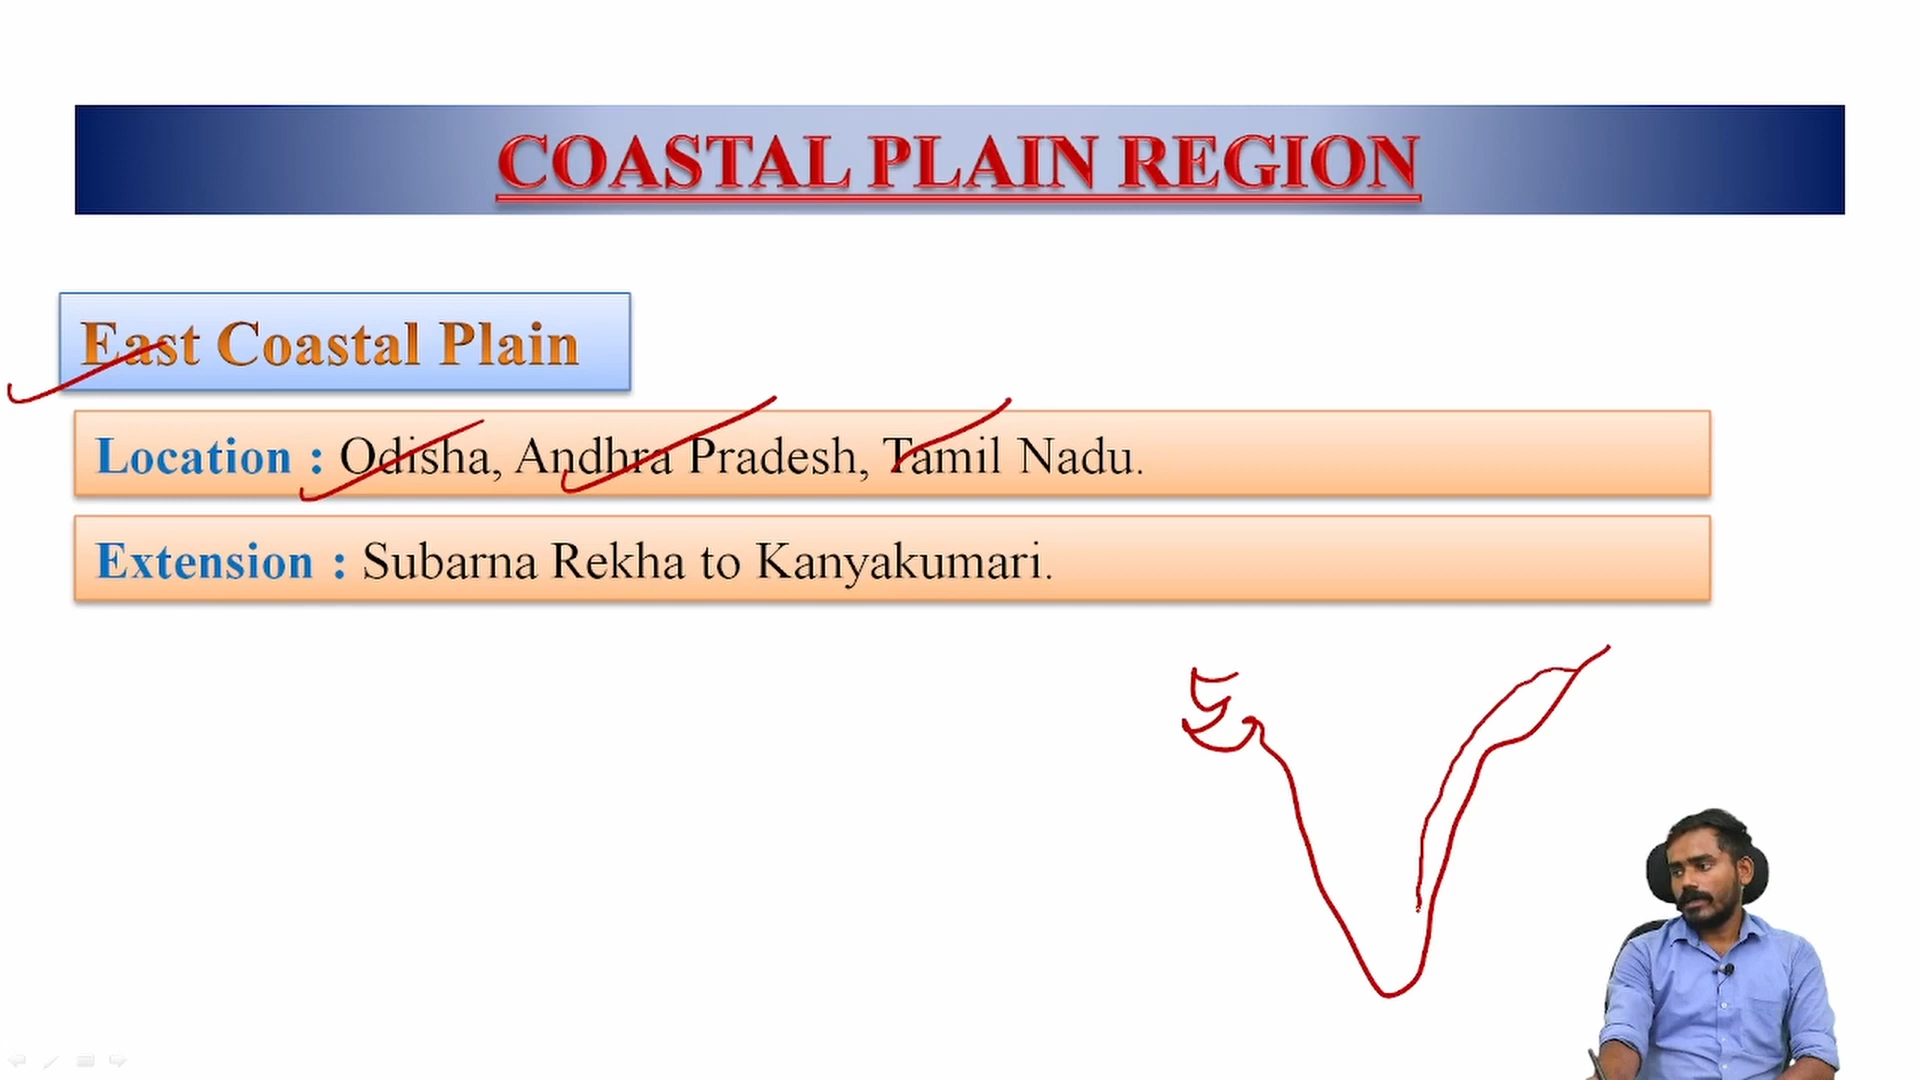 COASTAL PLAIN REGION
East Coastal Plain
Location : Odisha, Andhra Pradesh, Tamil Nadu.
Extension : Subarna Rekha to Kanyakumari.